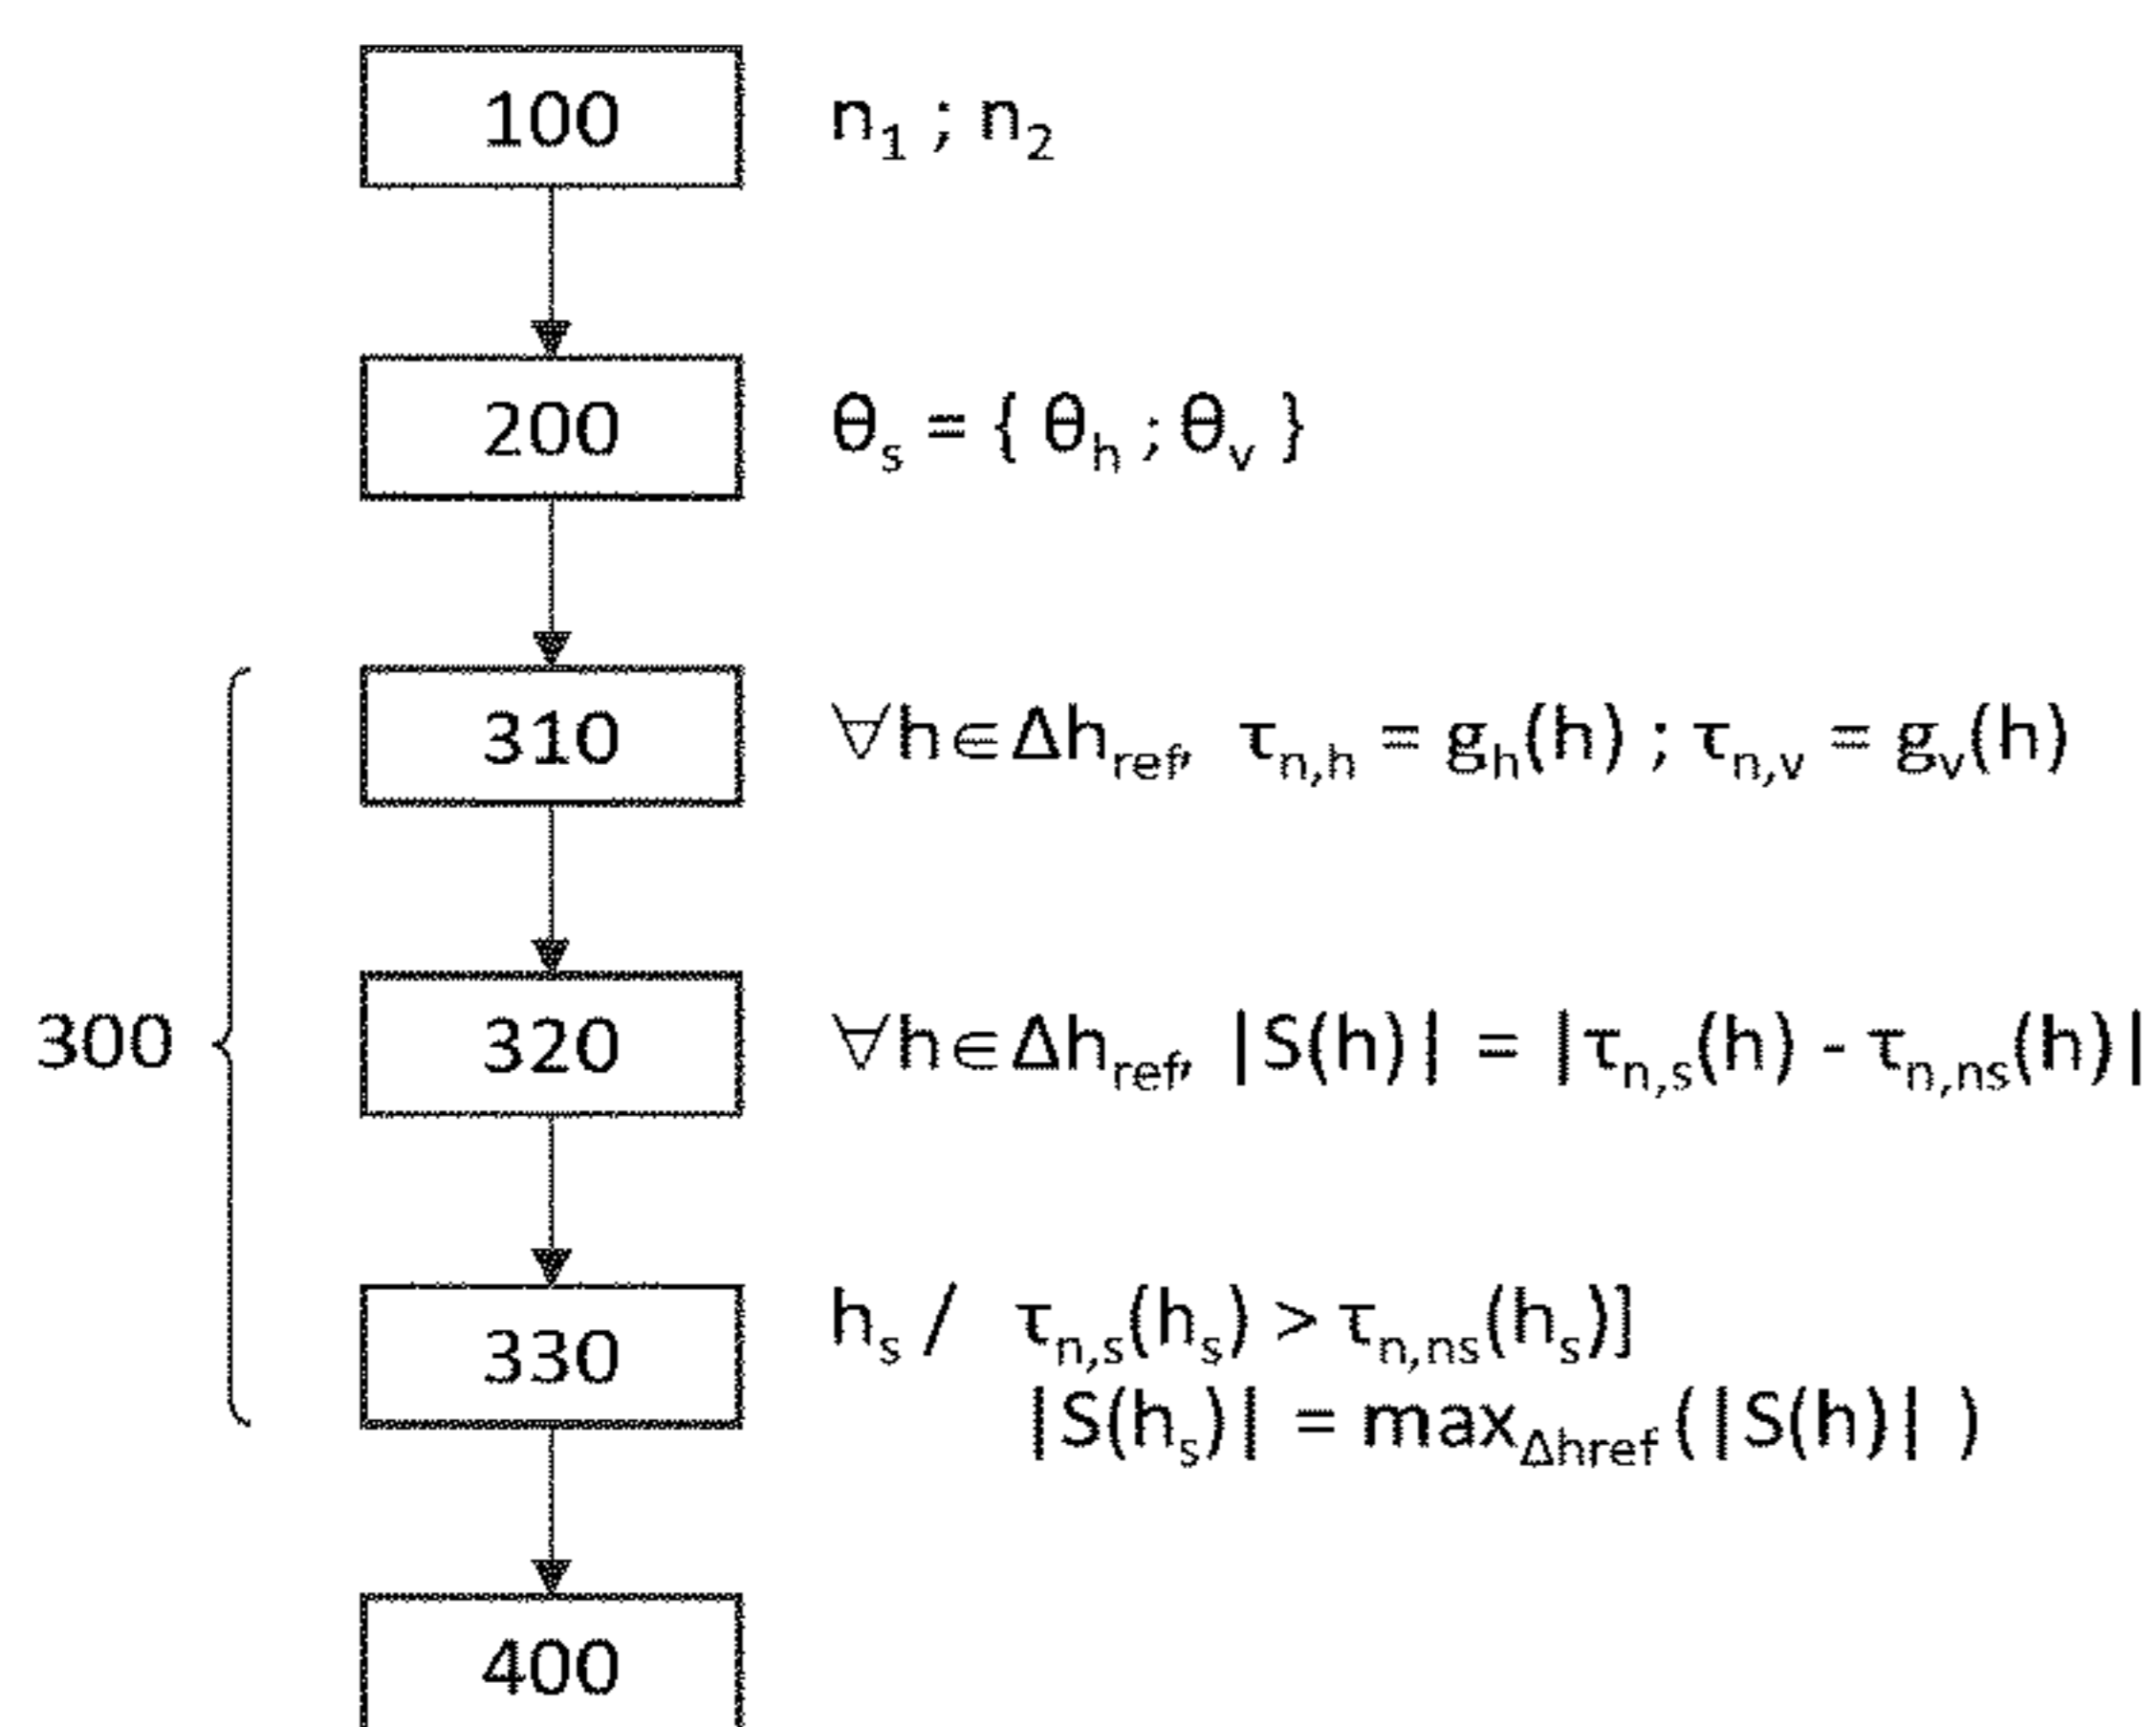 100 n₁ ; n₂
200 θₛ = { θₕ ; θᵥ }
310 ∀h∈Δh_ref, τ_n,h = gₕ(h) ; τ_n,v = gᵥ(h)
300
320 ∀h∈Δh_ref, |S(h)| = |τ_n,s(h) - τ_n,ns(h)|
330 hₛ / τ_n,s(hₛ) > τ_n,ns(hₛ)]
|S(hₛ)| = max_Δhref (|S(h)| )
400